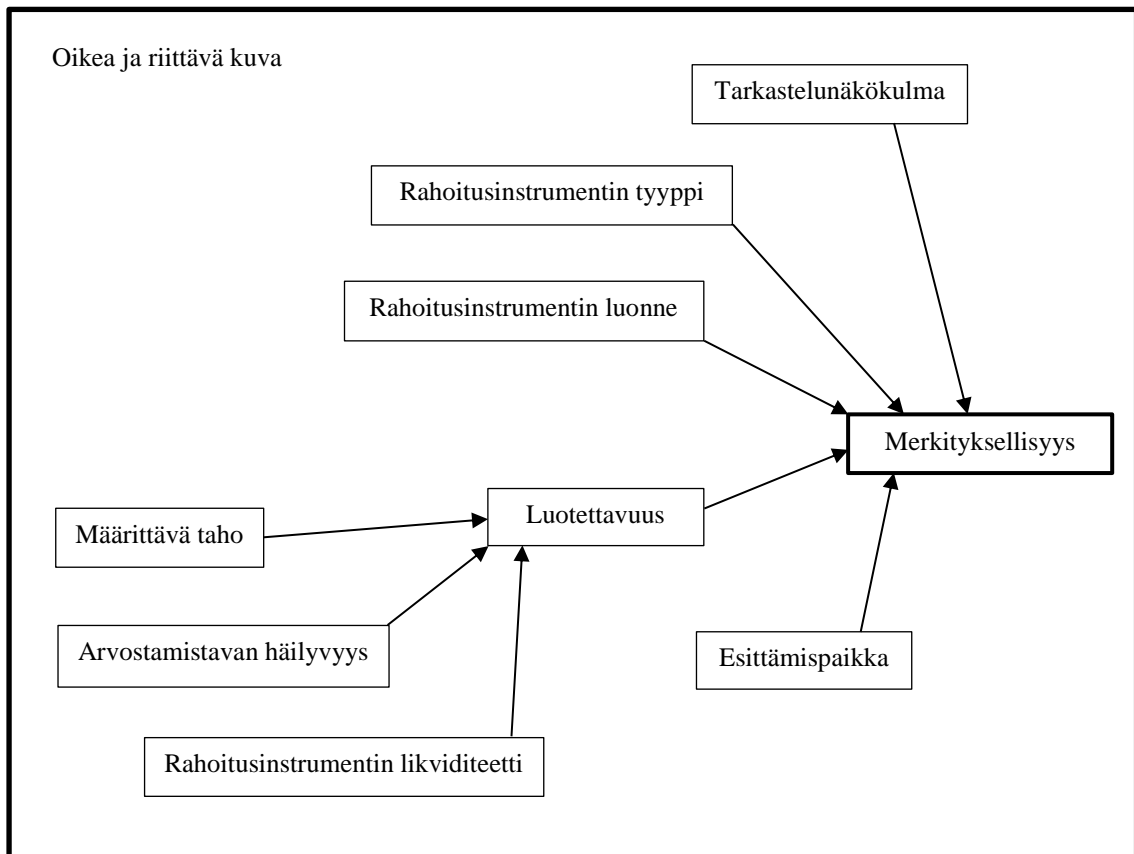 Oikea ja riittävä kuva
Tarkastelunäkökulma
Rahoitusinstrumentin tyyppi
Rahoitusinstrumentin luonne
Merkityksellisyys
Luotettavuus
Määrittävä taho
Arvostamistavan häilyvyys
Esittämispaikka
Rahoitusinstrumentin likviditeetti